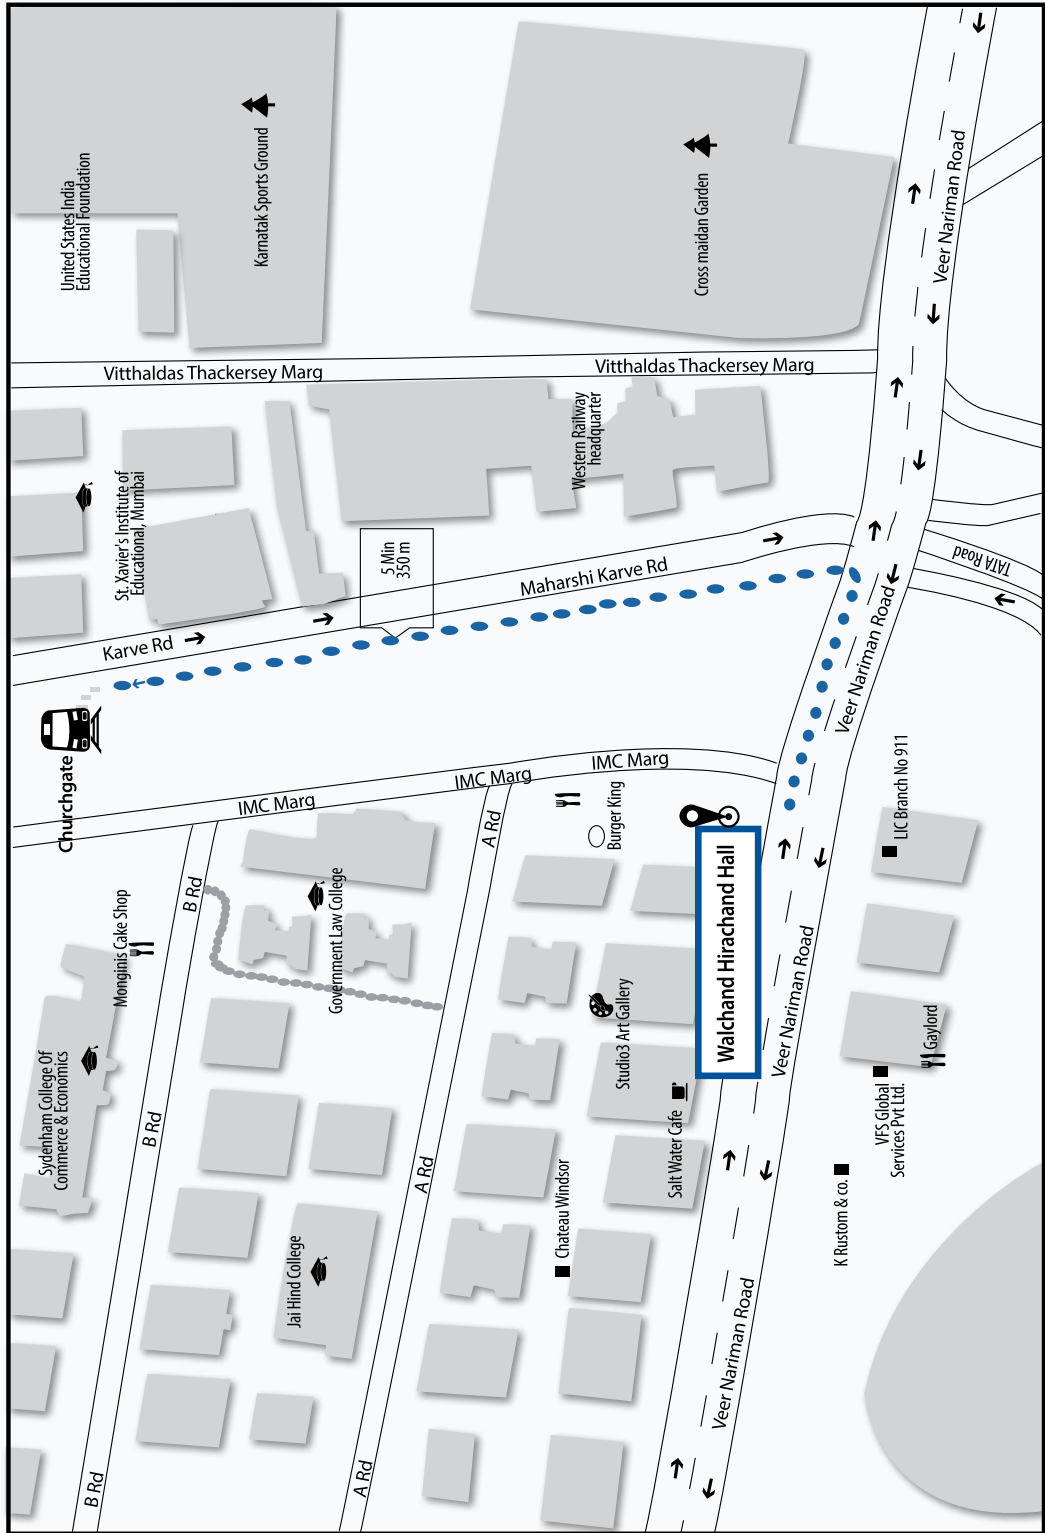 United States India
Educational Foundation
Karnatak Sports Ground
Cross maidan Garden
Veer Nariman Road
Veer Nariman Road
Vitthaldas Thackersey Marg
Vitthaldas Thackersey Marg
St. Xavier's Institute of
Educational, Mumbai
Western Railway
headquarter
5 Min
350 m
Maharshi Karve Rd
Karve Rd
TATA Road
Churchgate
IMC Marg
IMC Marg
IMC Marg
Burger King
LIC Branch No 911
A Rd
B Rd
Government Law College
Monginis Cake Shop
Walchand Hirachand Hall
Veer Nariman Road
Studio3 Art Gallery
Gaylord
Sydenham College Of
Commerce & Economics
B Rd
A Rd
Salt Water Cafe
VFS Global
Services Pvt Ltd.
Chateau Windsor
K Rustom & co.
Jai Hind College
Veer Nariman Road
B Rd
A Rd